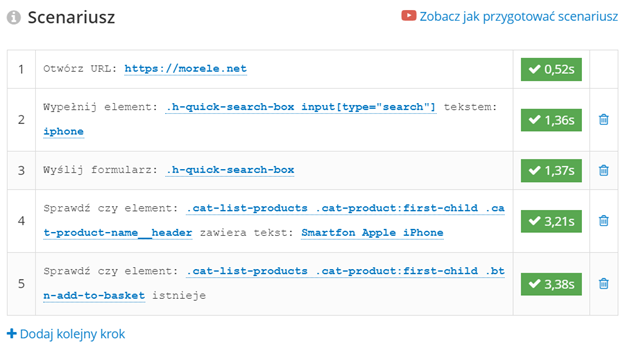 Scenariusz
Zobacz jak przygotować scenariusz
1 Otwórz URL: https://morele.net 0,52s
Wypełnij element: .h-quick-search-box input[type="search"] tekstem:
2 1,36s
iphone
3 Wyślij formularz: .h-quick-search-box 1,37s
Sprawdź czy element: .cat-list-products .cat-product:first-child .ca
4 3,21s
t-product-name__header zawiera tekst: Smartfon Apple iPhone
Sprawdź czy element: .cat-list-products .cat-product:first-child .bt
5 3,38s
n-add-to-basket istnieje
Dodaj kolejny krok